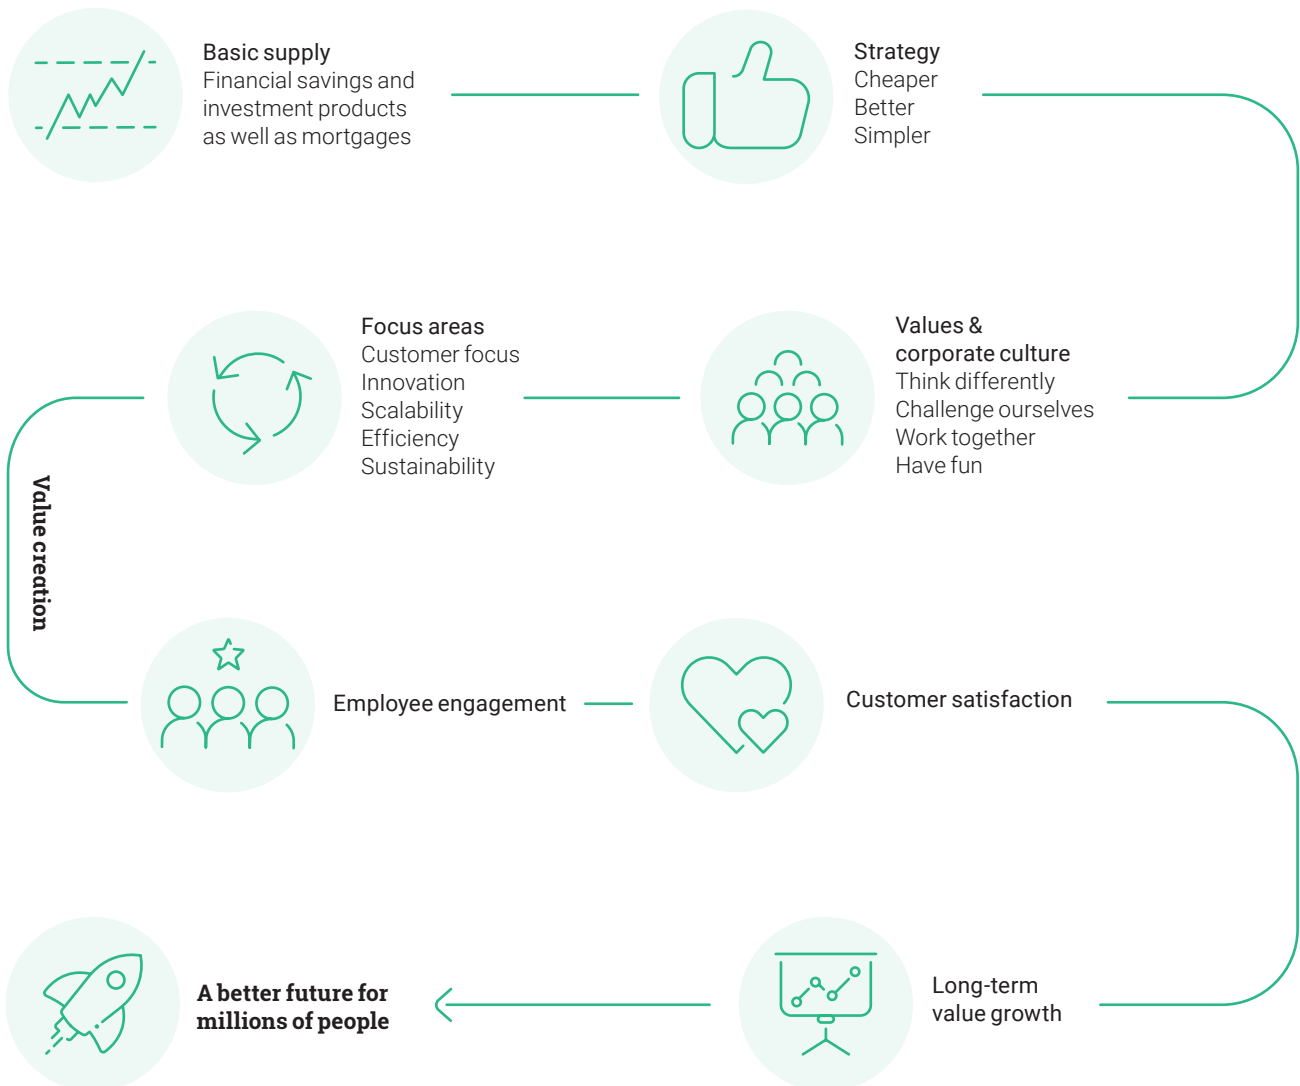 Basic supply
Financial savings and
investment products
as well as mortgages
Strategy
Cheaper
Better
Simpler
Values &
corporate culture
Think differently
Challenge ourselves
Work together
Have fun
Focus areas
Customer focus
Innovation
Scalability
Efficiency
Sustainability
Value creation
Employee engagement
Customer satisfaction
Long-term
value growth
A better future for
millions of people